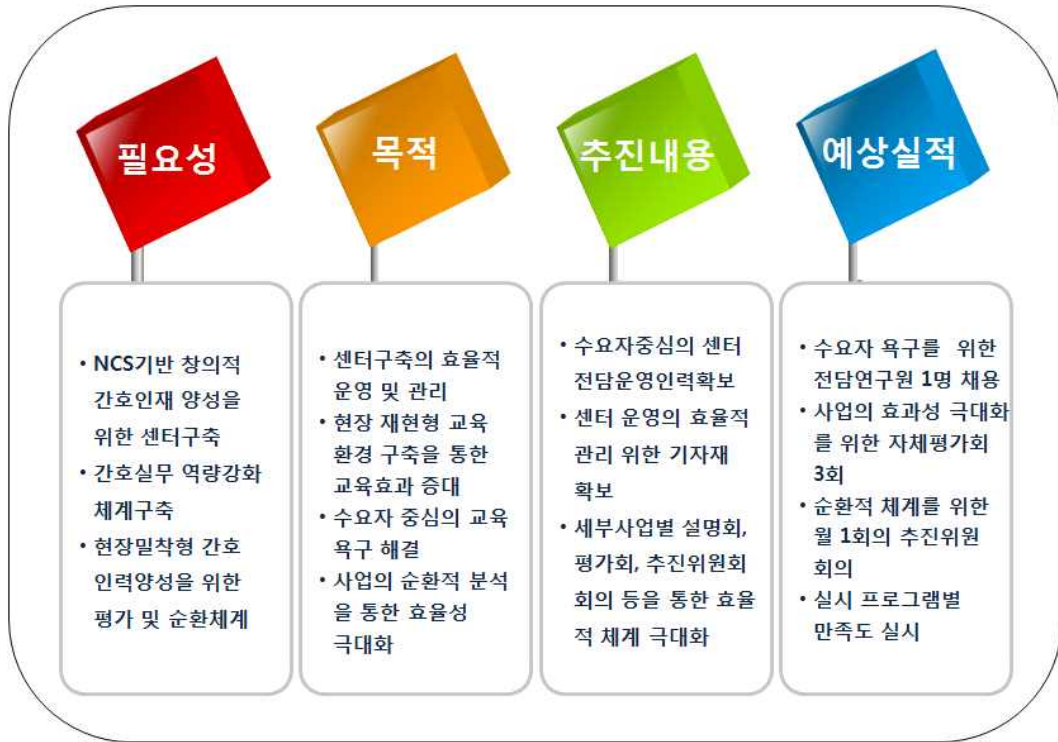 필요성
• NCS기반 창의적
간호인재 양성을
위한 센터구축
• 간호실무 역량강화
체계구축
• 현장밀착형 간호
인력양성을 위한
평가 및 순환체계
목적
• 센터구축의 효율적
운영 및 관리
• 현장 재현형 교육
환경 구축을 통한
교육효과 증대
• 수요자 중심의 교육
욕구 해결
• 사업의 순환적 분석
을 통한 효율성
극대화
추진내용
• 수요자중심의 센터
전담운영인력확보
• 센터 운영의 효율적
관리 위한 기자재
확보
• 세부사업별 설명회,
평가회, 추진위원회
회의 등을 통한 효율
적 체계 극대화
예상실적
• 수요자 욕구를 위한
전담연구원 1명 채용
• 사업의 효과성 극대화
를 위한 자체평가회
3회
• 순환적 체계를 위한
월 1회의 추진위원
회의
• 실시 프로그램별
만족도 실시